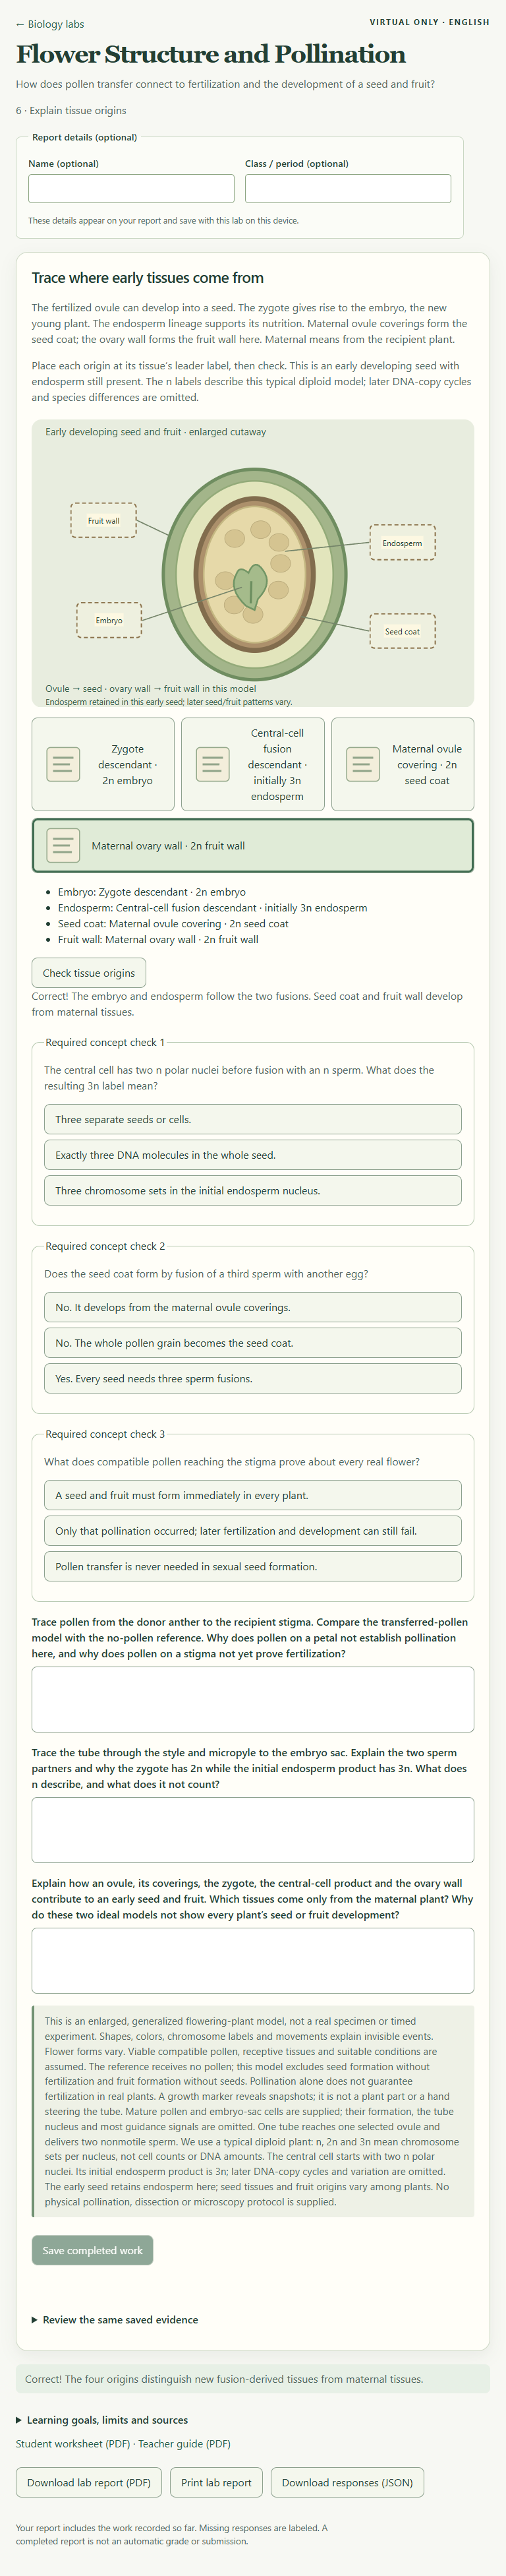 ← Biology labs
VIRTUAL ONLY · ENGLISH
Flower Structure and Pollination
How does pollen transfer connect to fertilization and the development of a seed and fruit?
6 · Explain tissue origins
Report details (optional)
Name (optional)
Class / period (optional)
These details appear on your report and save with this lab on this device.
Trace where early tissues come from
The fertilized ovule can develop into a seed. The zygote gives rise to the embryo, the new
young plant. The endosperm lineage supports its nutrition. Maternal ovule coverings form the
seed coat; the ovary wall forms the fruit wall here. Maternal means from the recipient plant.
Place each origin at its tissue's leader label, then check. This is an early developing seed with
endosperm still present. The n labels describe this typical diploid model; later DNA-copy cycles
and species differences are omitted.
Early developing seed and fruit · enlarged cutaway
Fruit wall
Endosperm
Embryo
Seed coat
Ovule → seed · ovary wall → fruit wall in this model
Endosperm retained in this early seed; later seed/fruit patterns vary.
Zygote
descendant ·
2n embryo
Central-cell
fusion
descendant ·
initially 3n
endosperm
Maternal ovule
covering · 2n
seed coat
Maternal ovary wall · 2n fruit wall
• Embryo: Zygote descendant · 2n embryo
• Endosperm: Central-cell fusion descendant · initially 3n endosperm
• Seed coat: Maternal ovule covering · 2n seed coat
• Fruit wall: Maternal ovary wall · 2n fruit wall
Check tissue origins
Correct! The embryo and endosperm follow the two fusions. Seed coat and fruit wall develop
from maternal tissues.
Required concept check 1
The central cell has two n polar nuclei before fusion with an n sperm. What does the
resulting 3n label mean?
Three separate seeds or cells.
Exactly three DNA molecules in the whole seed.
Three chromosome sets in the initial endosperm nucleus.
Required concept check 2
Does the seed coat form by fusion of a third sperm with another egg?
No. It develops from the maternal ovule coverings.
No. The whole pollen grain becomes the seed coat.
Yes. Every seed needs three sperm fusions.
Required concept check 3
What does compatible pollen reaching the stigma prove about every real flower?
A seed and fruit must form immediately in every plant.
Only that pollination occurred; later fertilization and development can still fail.
Pollen transfer is never needed in sexual seed formation.
Trace pollen from the donor anther to the recipient stigma. Compare the transferred-pollen
model with the no-pollen reference. Why does pollen on a petal not establish pollination
here, and why does pollen on a stigma not yet prove fertilization?
Trace the tube through the style and micropyle to the embryo sac. Explain the two sperm
partners and why the zygote has 2n while the initial endosperm product has 3n. What does
n describe, and what does it not count?
Explain how an ovule, its coverings, the zygote, the central-cell product and the ovary wall
contribute to an early seed and fruit. Which tissues come only from the maternal plant? Why
do these two ideal models not show every plant's seed or fruit development?
This is an enlarged, generalized flowering-plant model, not a real specimen or timed
experiment. Shapes, colors, chromosome labels and movements explain invisible events.
Flower forms vary. Viable compatible pollen, receptive tissues and suitable conditions are
assumed. The reference receives no pollen; this model excludes seed formation without
fertilization and fruit formation without seeds. Pollination alone does not guarantee
fertilization in real plants. A growth marker reveals snapshots; it is not a plant part or a hand
steering the tube. Mature pollen and embryo-sac cells are supplied; their formation, the tube
nucleus and most guidance signals are omitted. One tube reaches one selected ovule and
delivers two nonmotile sperm. We use a typical diploid plant: n, 2n and 3n mean chromosome
sets per nucleus, not cell counts or DNA amounts. The central cell starts with two n polar
nuclei. Its initial endosperm product is 3n; later DNA-copy cycles and variation are omitted.
The early seed retains endosperm here; seed tissues and fruit origins vary among plants. No
physical pollination, dissection or microscopy protocol is supplied.
Save completed work
▶ Review the same saved evidence
Correct! The four origins distinguish new fusion-derived tissues from maternal tissues.
▶ Learning goals, limits and sources
Student worksheet (PDF) · Teacher guide (PDF)
Download lab report (PDF)
Print lab report
Download responses (JSON)
Your report includes the work recorded so far. Missing responses are labeled. A
completed report is not an automatic grade or submission.